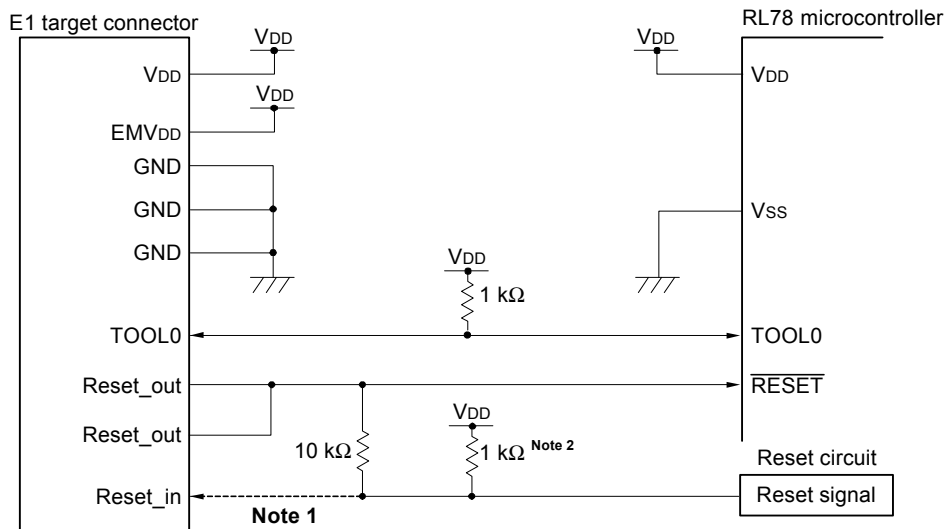 E1 target connector
RL78 microcontroller
VDD
VDD
VDD
VDD
VDD
EMVDD
GND
GND
VSS
GND
VDD
1 kΩ
TOOL0
TOOL0
Reset_out
RESET
VDD
Reset_out
10 kΩ
1 kΩ Note 2
Reset circuit
Reset_in
Reset signal
Note 1